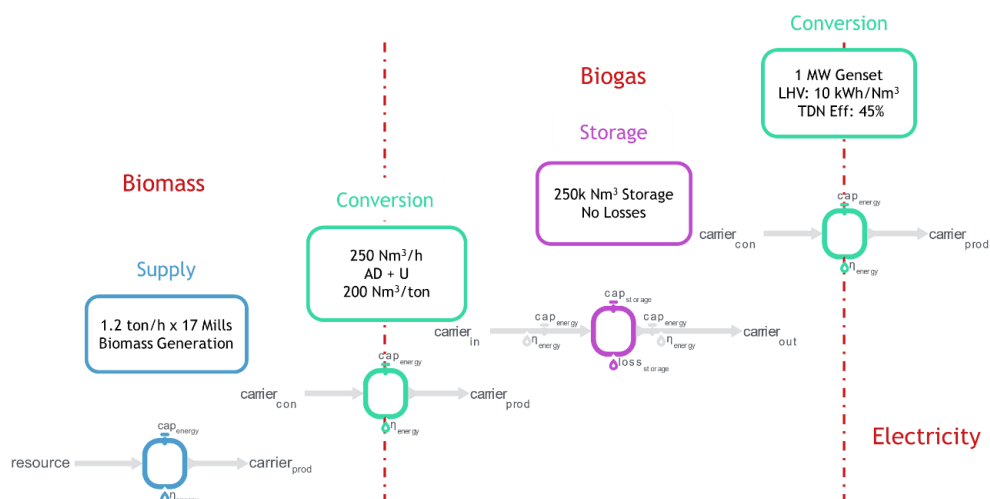 Conversion
1 MW Genset
LHV: 10 kWh/Nm³
TDN Eff: 45%
Biogas
Storage
250k Nm³ Storage
No Losses
Biomass
Conversion
250 Nm³/h
AD + U
200 Nm³/ton
Supply
1.2 ton/h x 17 Mills
Biomass Generation
cap energy
carrier con
carrier prod
η energy
cap storage
cap energy
cap energy
carrier in
carrier out
η energy
η energy
loss storage
cap energy
carrier con
carrier prod
η energy
Electricity
cap energy
resource
carrier prod
η energy